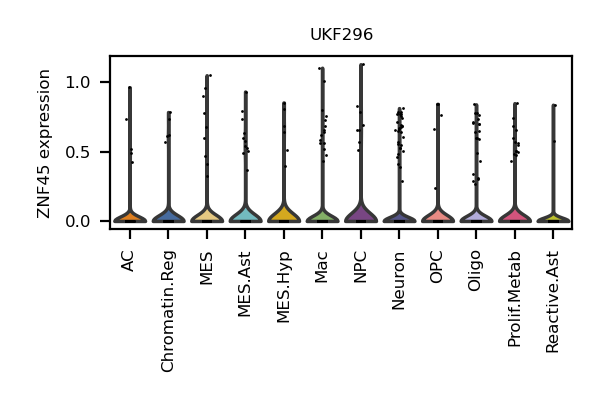 UKF296
ZNF45 expression
1.0
0.5
0.0
AC
Chromatin.Reg
MES
MES.Ast
MES.Hyp
Mac
NPC
Neuron
OPC
Oligo
Prolif.Metab
Reactive.Ast